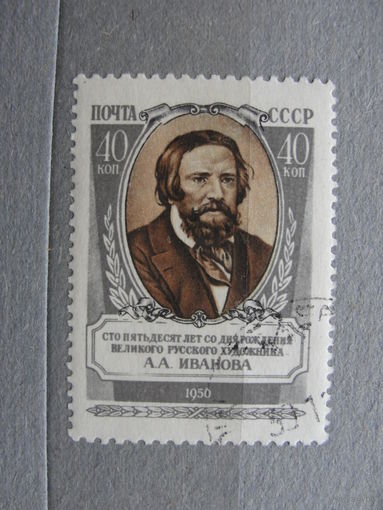 ПОЧТА СССР
40 40
КОП КОП
СТО ПЯТЬДЕСЯТ ЛЕТ СО ДНЯ РОЖДЕНИЯ
ВЕЛИКОГО РУССКОГО ХУДОЖНИКА
А.А. ИВАНОВА
1956